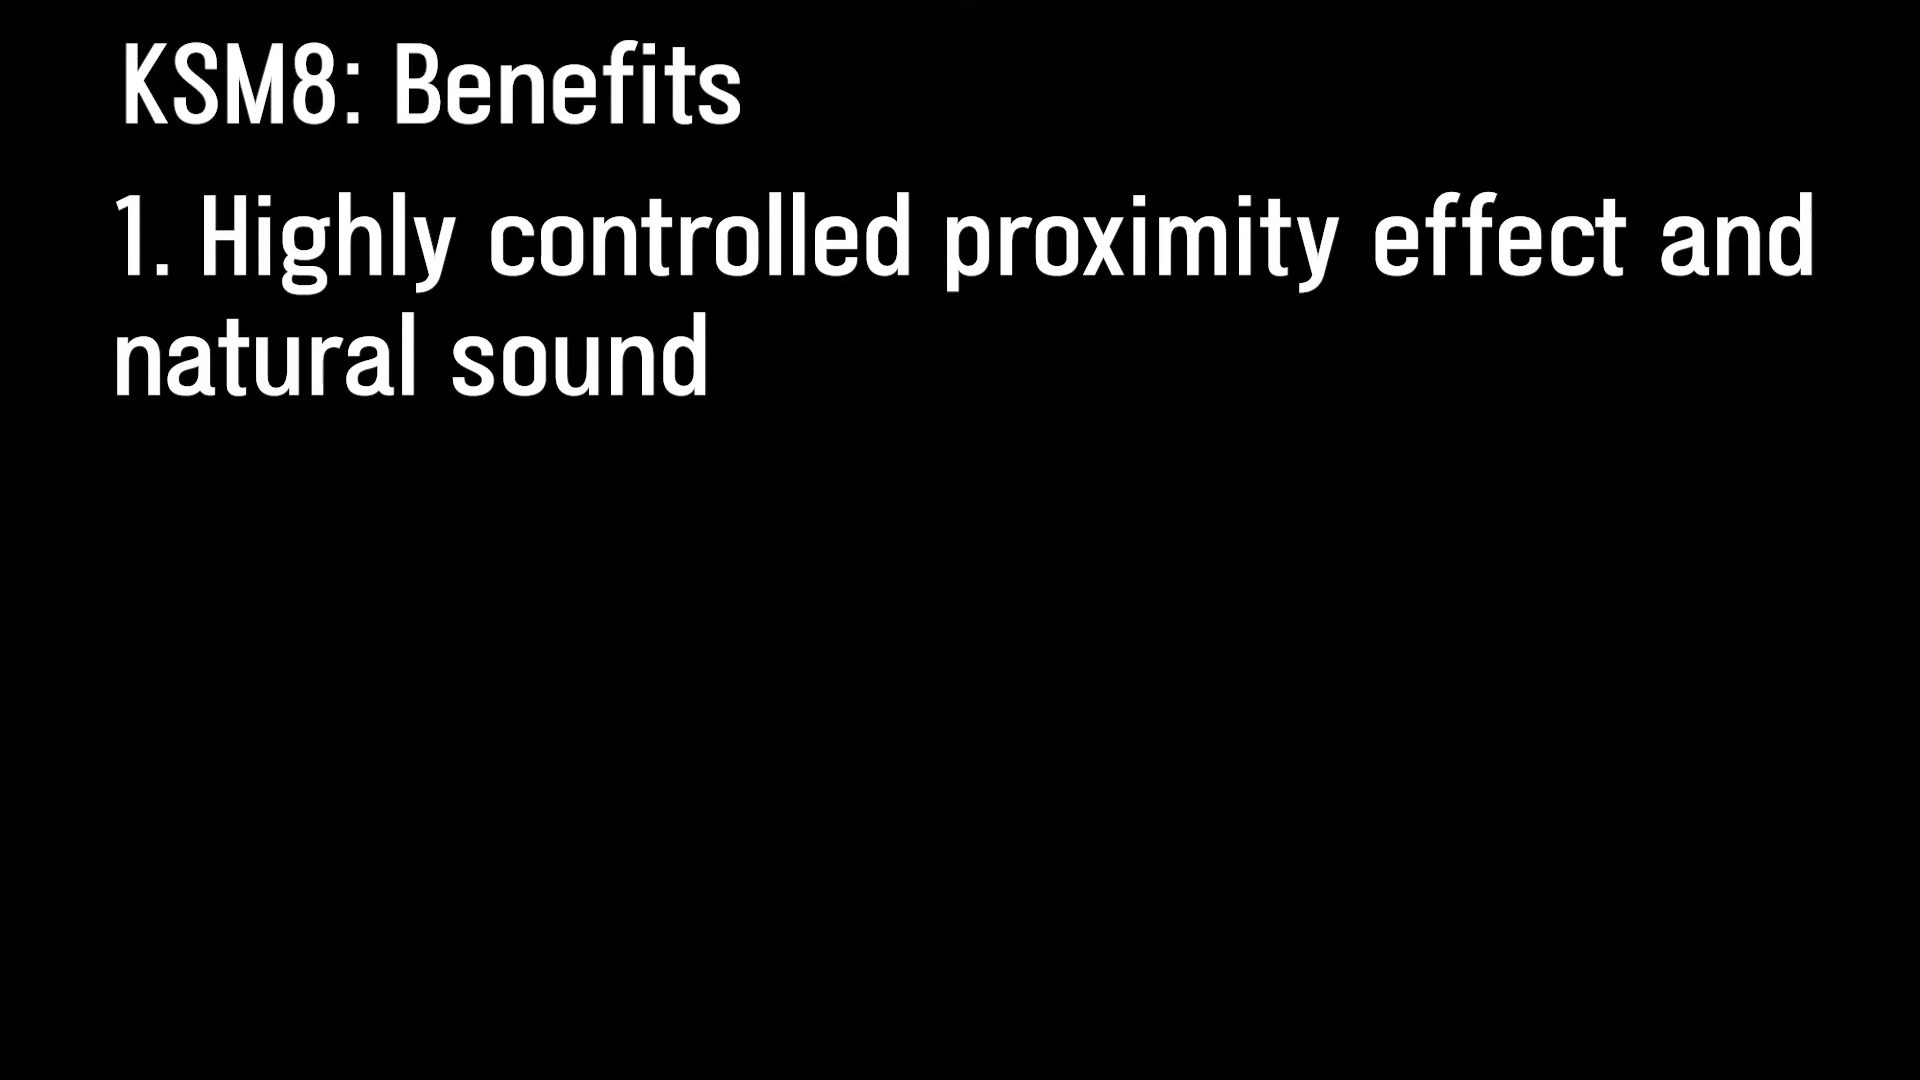 KSM8: Benefits
1. Highly controlled proximity effect and
natural sound